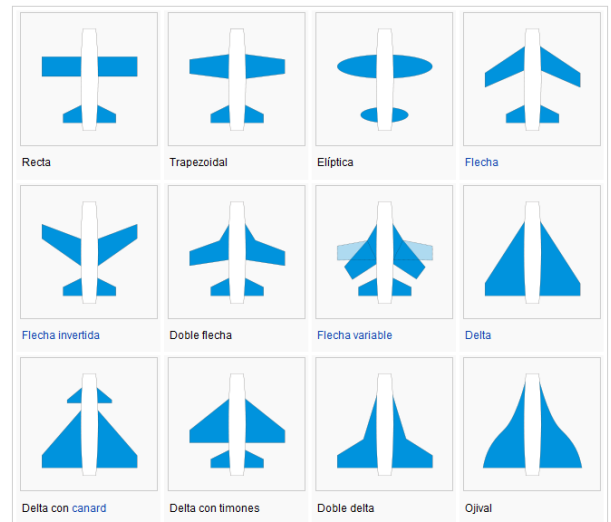 Recta
Trapezoidal
Elíptica
Flecha
Flecha invertida
Doble flecha
Flecha variable
Delta
Delta con canard
Delta con timones
Doble delta
Ojival